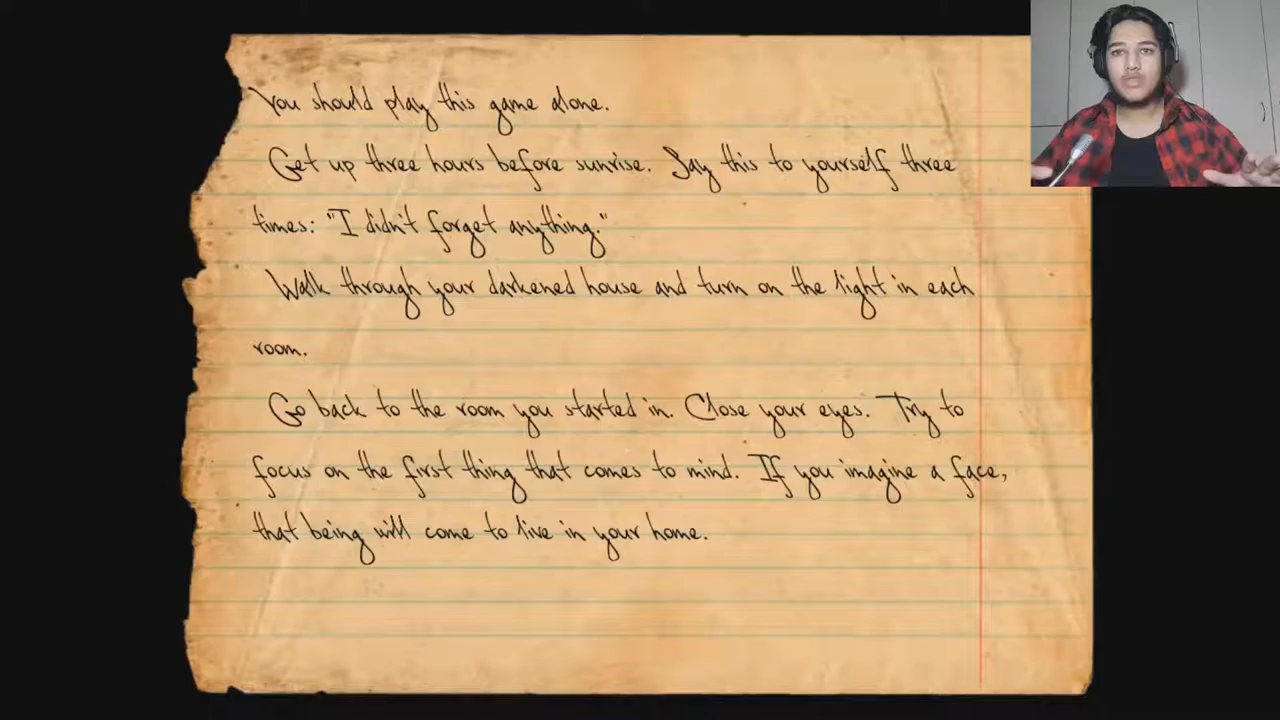 You should play this game alone.
Get up three hours before sunrise. Say this to yourself three
times: "I didn't forget anything."
Walk through your darkened house and turn on the light in each
room.
Go back to the room you started in. Close your eyes. Try to
focus on the first thing that comes to mind. If you imagine a face,
that being will come to live in your home.